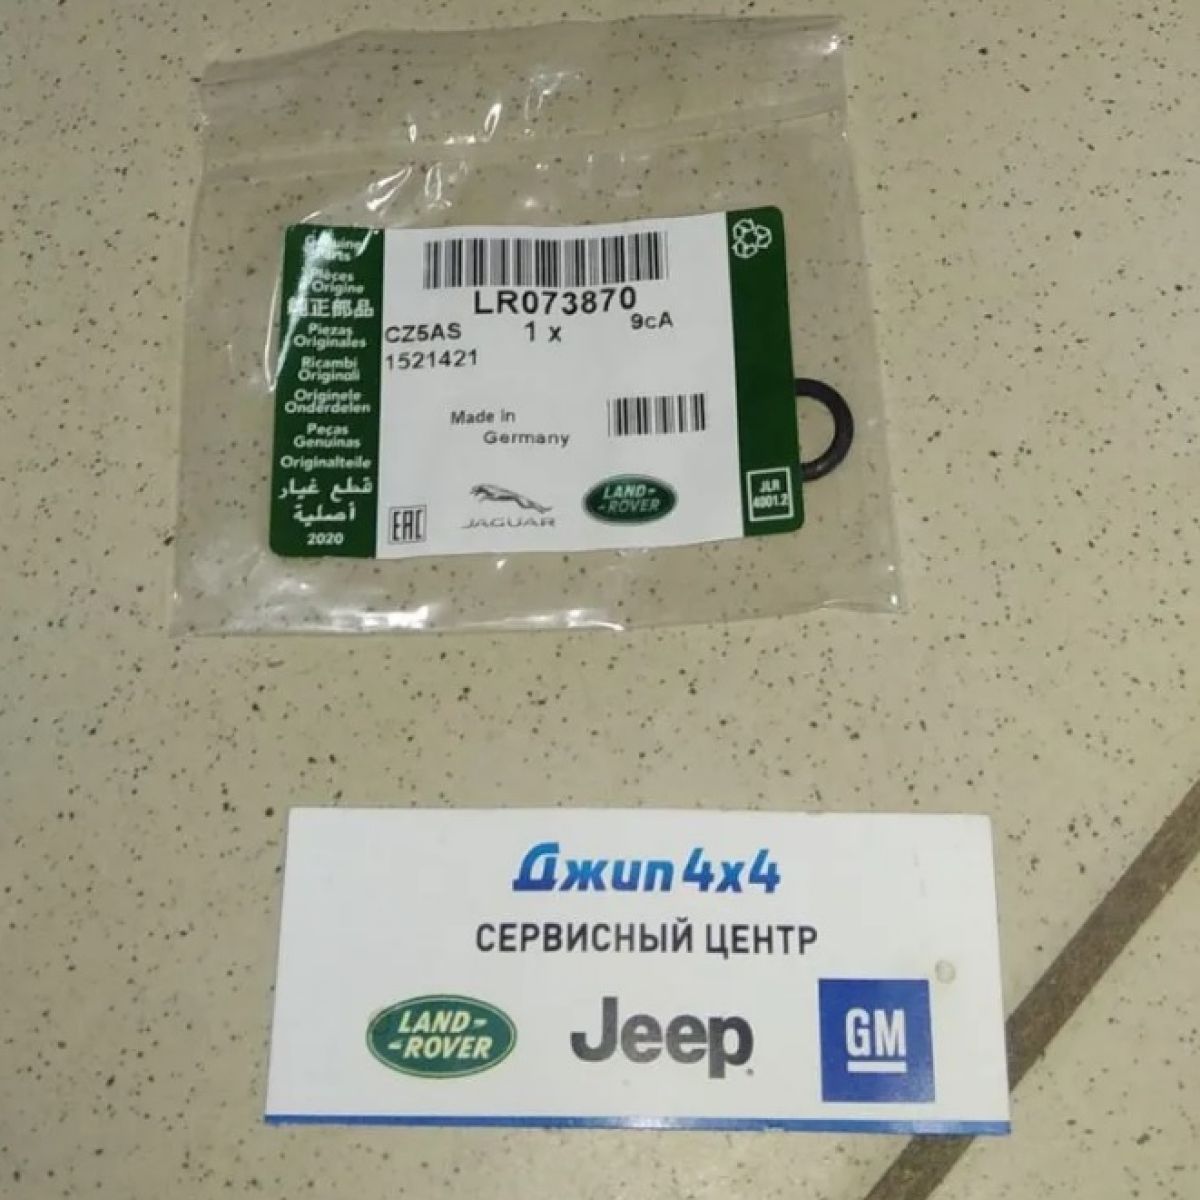 Genuine
Parts
Pièces
Origine
純正部品
Piezas
Originales
Ricambi
Originali
Originele
Onderdelen
Peças
Genuínas
Originalteile
قطع غيار
أصلية
2020
LR073870
CZ5AS 1 x 9cA
1521421
Made in
Germany
EAC
JAGUAR
LAND-
-ROVER
JLR
4001.2
Джип 4x4
СЕРВИСНЫЙ ЦЕНТР
LAND-
-ROVER
Jeep
GM